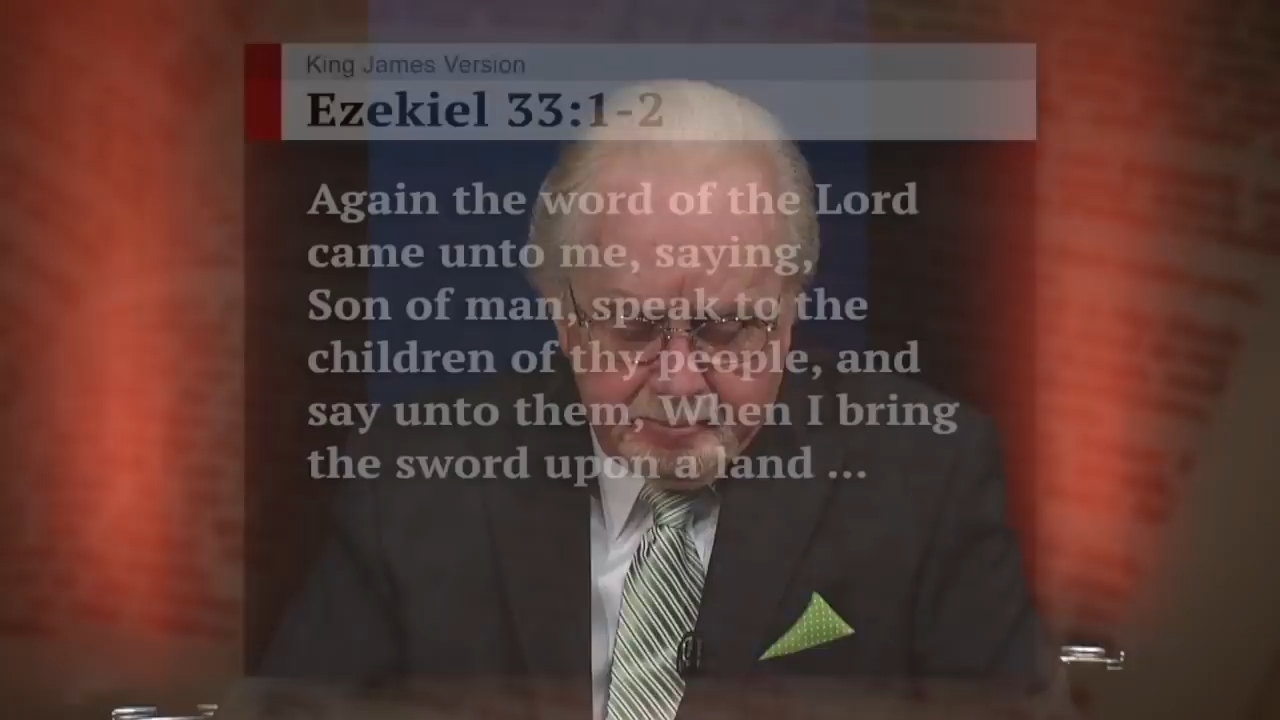 King James Version
Ezekiel 33:1-2
Again the word of the Lord
came unto me, saying,
Son of man, speak to the
children of thy people, and
say unto them, When I bring
the sword upon a land ...